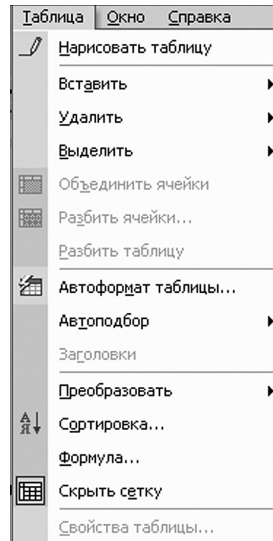 Таблица Окно Справка
Нарисовать таблицу
Вставить
Удалить
Выделить
Объединить ячейки
Разбить ячейки...
Разбить таблицу
Автоформат таблицы...
Автоподбор
Заголовки
Преобразовать
Сортировка...
Формула...
Скрыть сетку
Свойства таблицы...